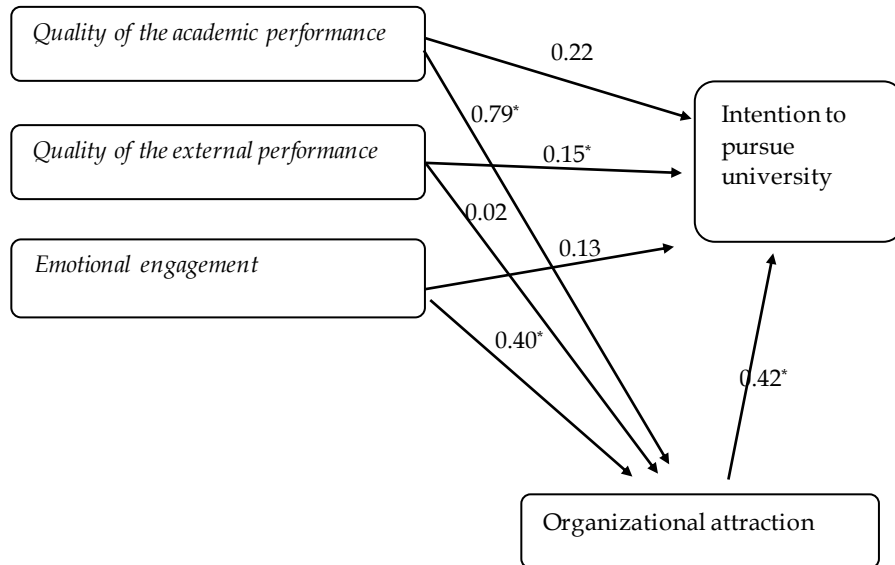 Quality of the academic performance
0.22
0.79*
Intention to
pursue
university
Quality of the external performance
0.15*
0.02
Emotional engagement
0.13
0.40*
0.42*
Organizational attraction